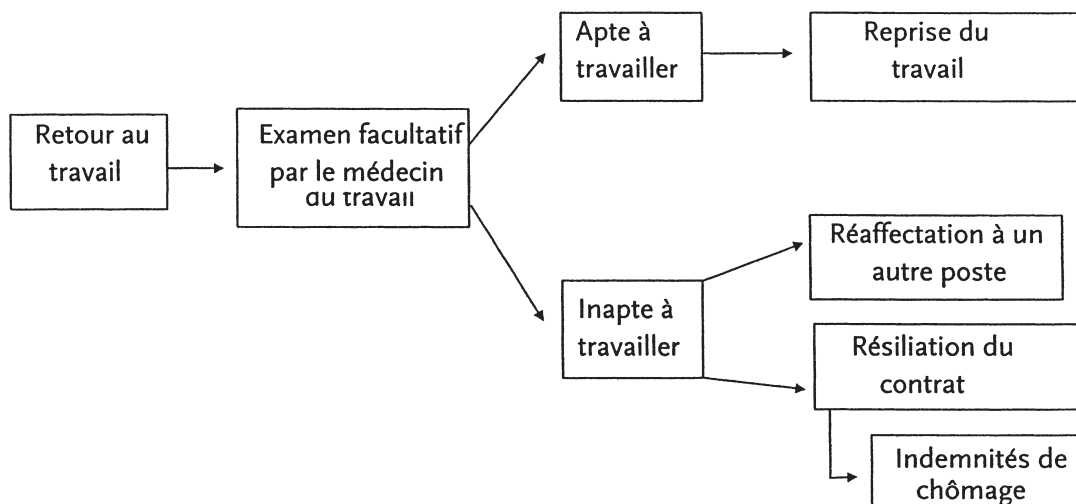 Retour au
travail
Examen facultatif
par le médecin
du travail
Apte à
travailler
Reprise du
travail
Inapte à
travailler
Réaffectation à un
autre poste
Résiliation du
contrat
Indemnités de
chômage